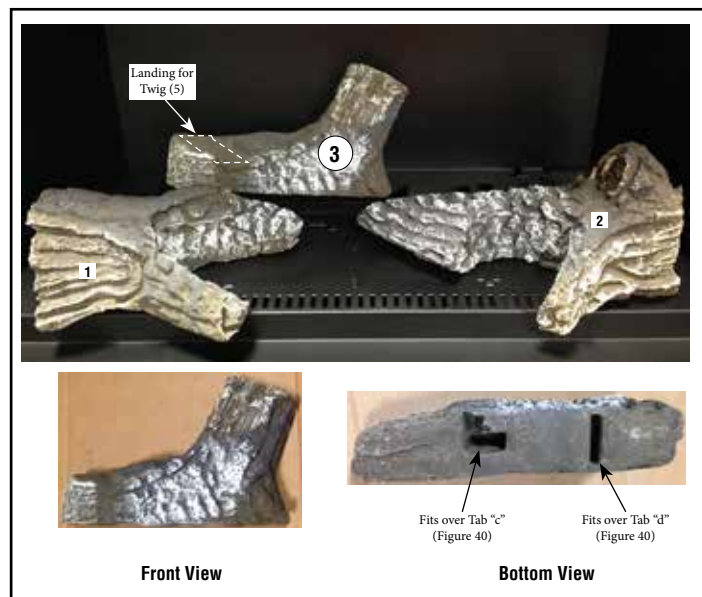 Landing for
Twig (5)
3
1
2
Fits over Tab “c”
(Figure 40)
Fits over Tab “d”
(Figure 40)
Front View
Bottom View